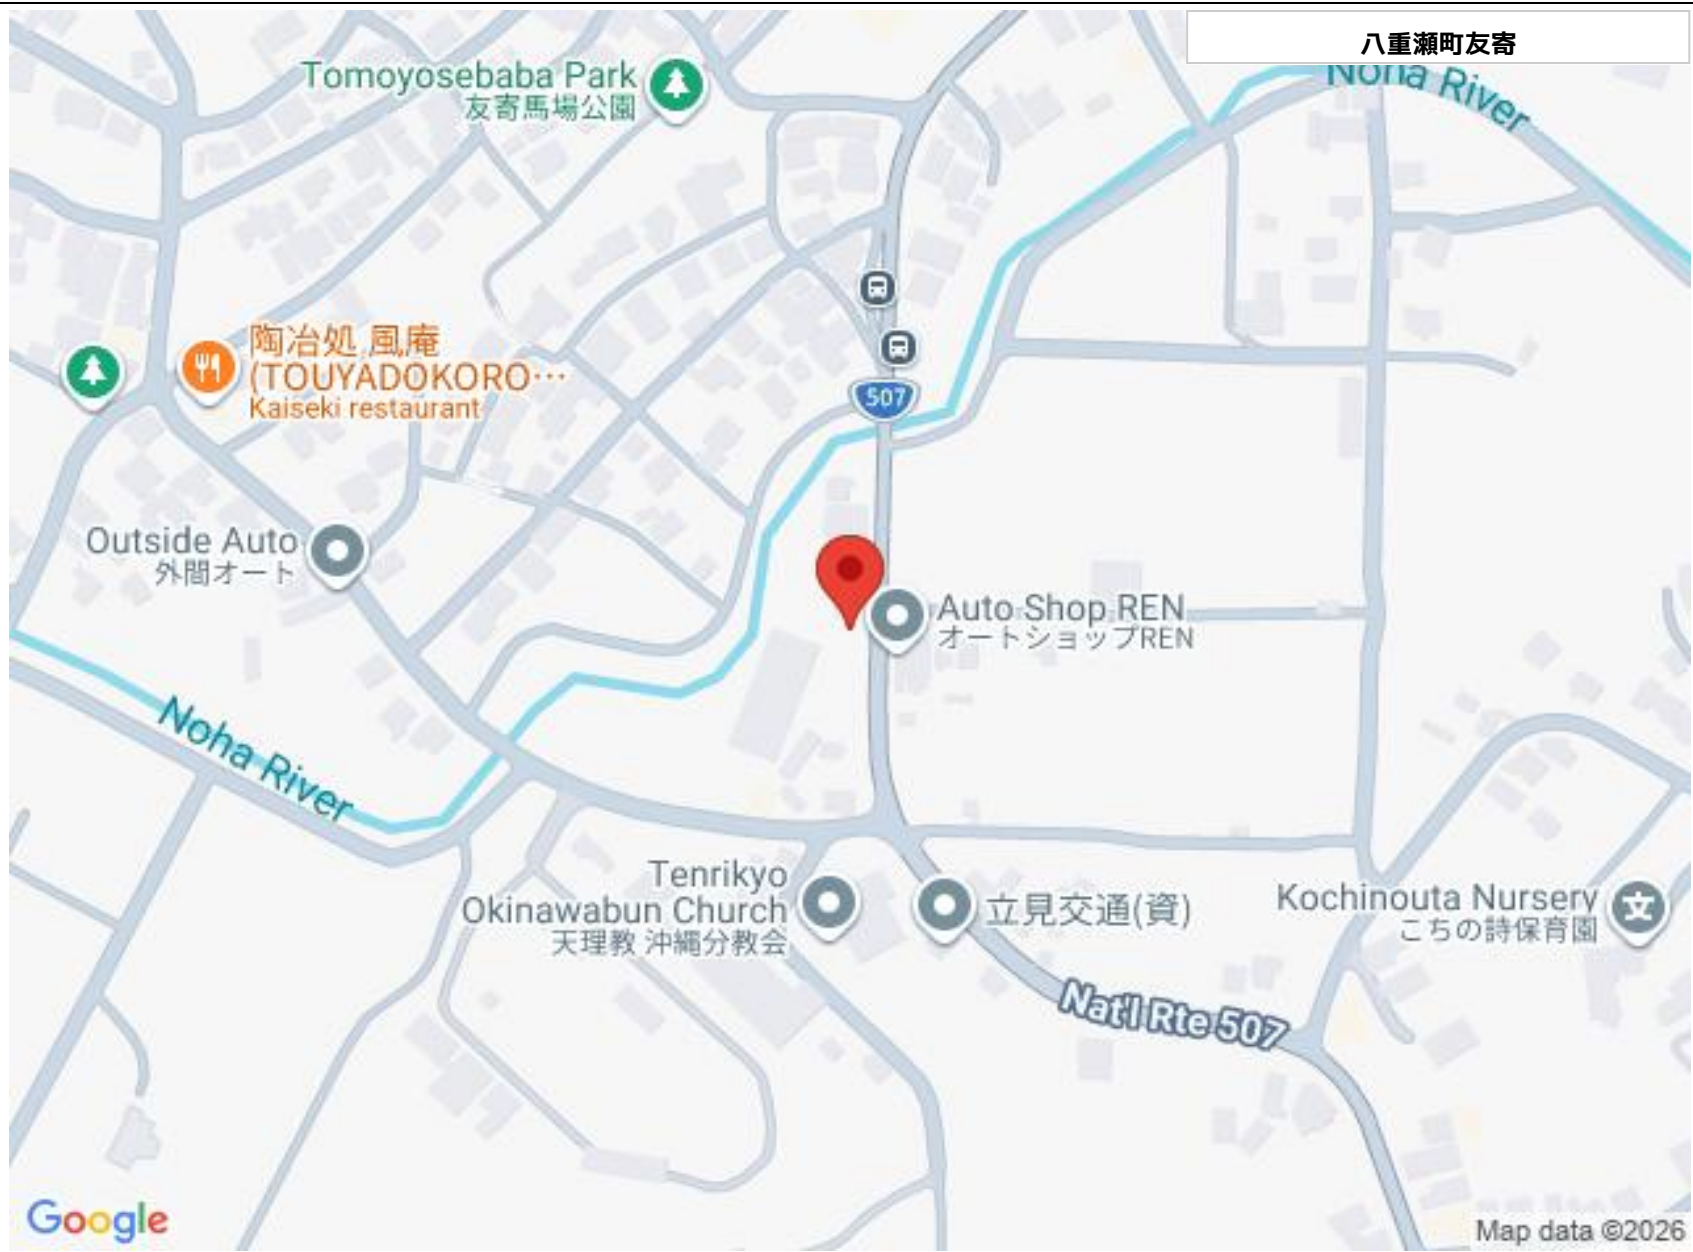 八重瀬町友寄
Noha River
Tomoyosebaba Park
友寄馬場公園
陶冶処 風庵
(TOUYADOKORO…
Kaiseki restaurant
507
Outside Auto
外間オート
Auto Shop REN
オートショップREN
Noha River
Tenrikyo
Okinawabun Church
天理教 沖縄分教会
立見交通(資)
Kochinouta Nursery
こちの詩保育園
文
Nat'l Rte 507
Google
Map data ©2026